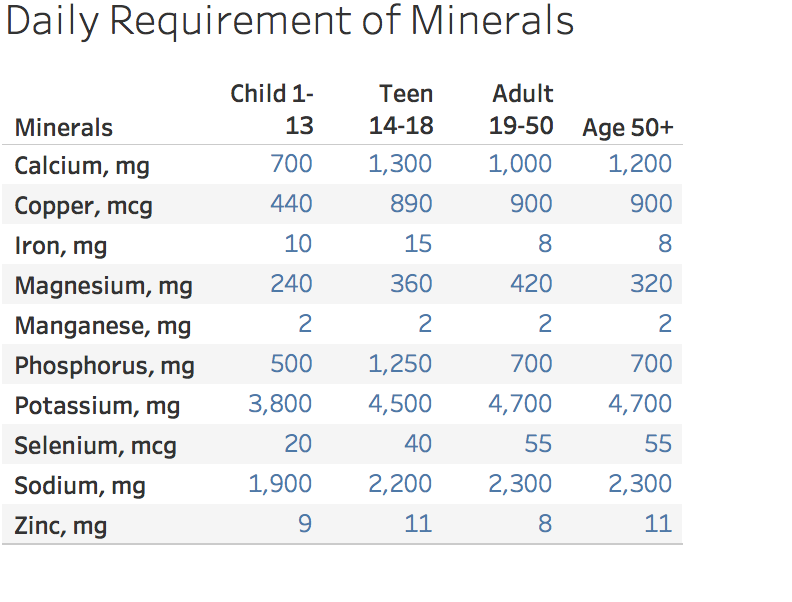 Daily Requirement of Minerals
Child 1- Teen Adult
Minerals 13 14-18 19-50 Age 50+
Calcium, mg 700 1,300 1,000 1,200
Copper, mcg 440 890 900 900
Iron, mg 10 15 8 8
Magnesium, mg 240 360 420 320
Manganese, mg 2 2 2 2
Phosphorus, mg 500 1,250 700 700
Potassium, mg 3,800 4,500 4,700 4,700
Selenium, mcg 20 40 55 55
Sodium, mg 1,900 2,200 2,300 2,300
Zinc, mg 9 11 8 11